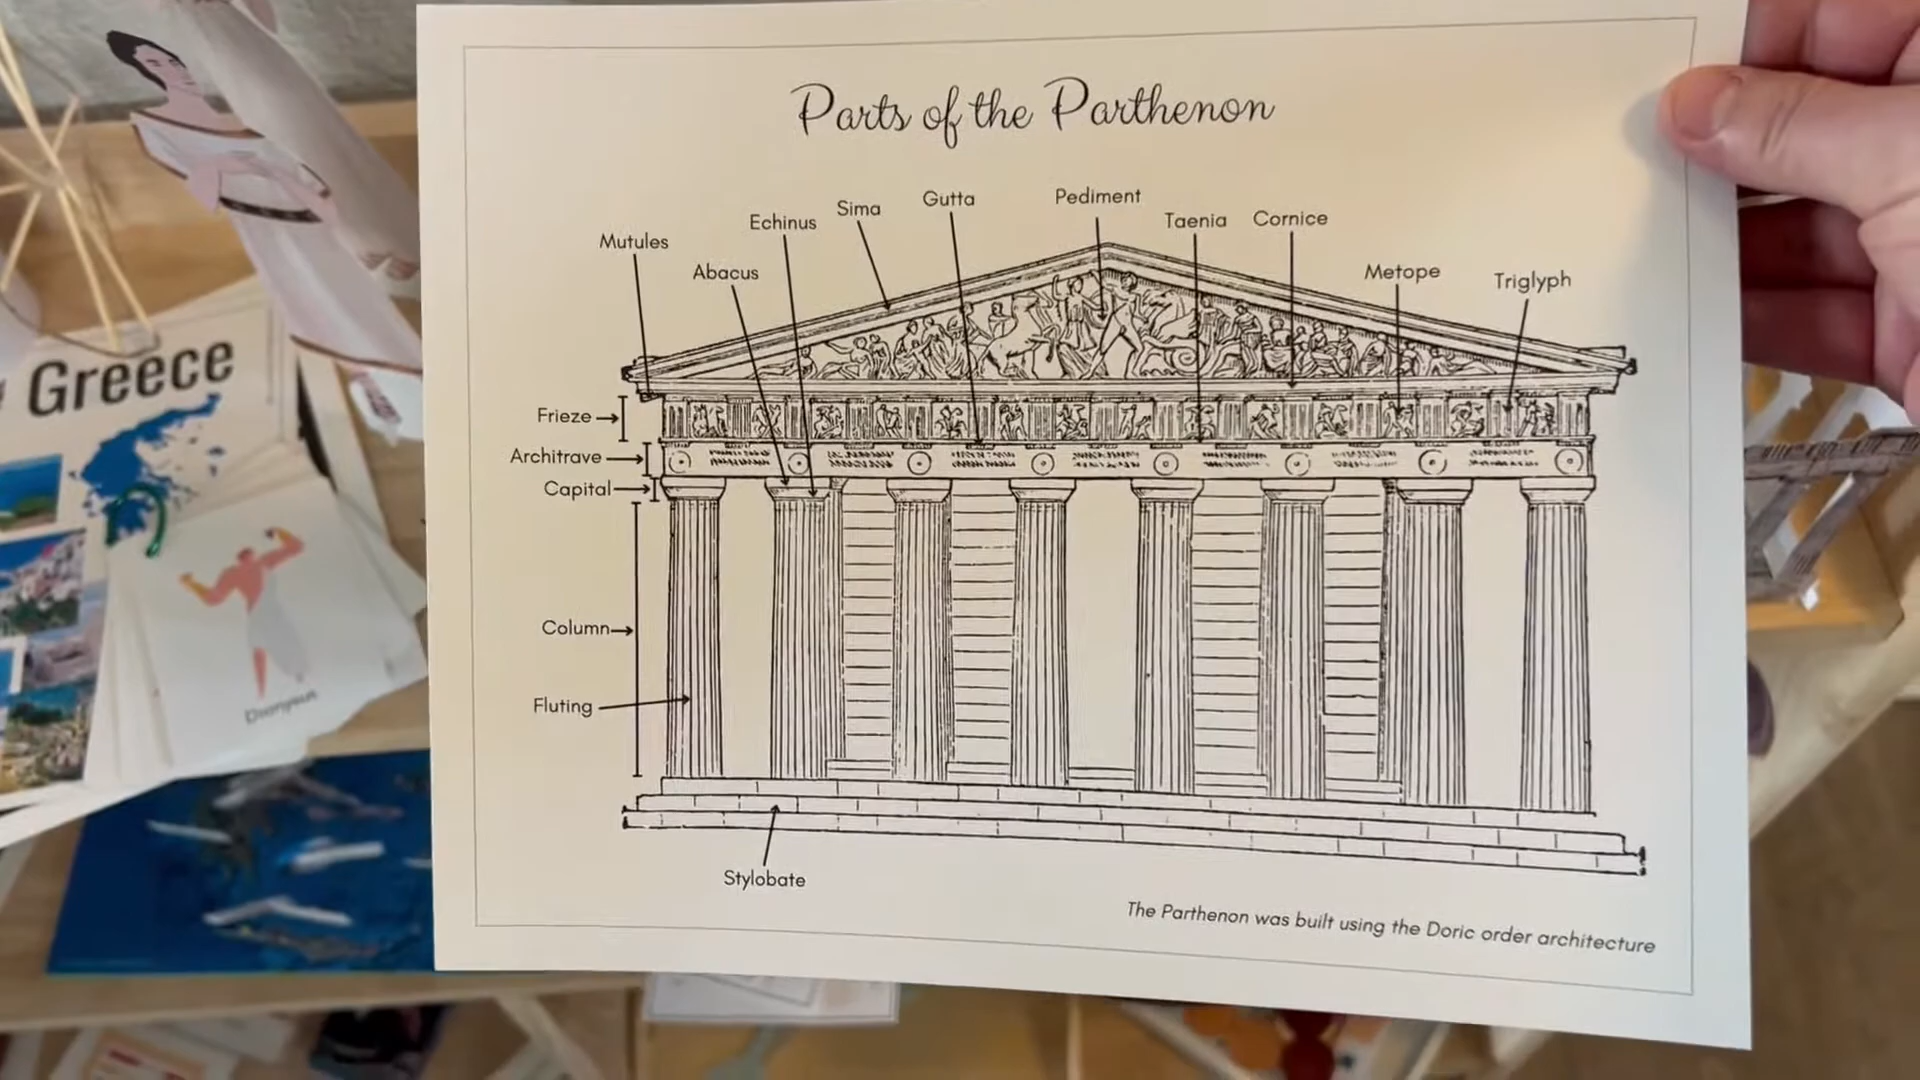 Parts of the Parthenon
Mutules
Abacus
Echinus
Sima
Gutta
Pediment
Taenia
Cornice
Metope
Triglyph
Frieze
Architrave
Capital
Column
Fluting
Stylobate
The Parthenon was built using the Doric order architecture
Greece